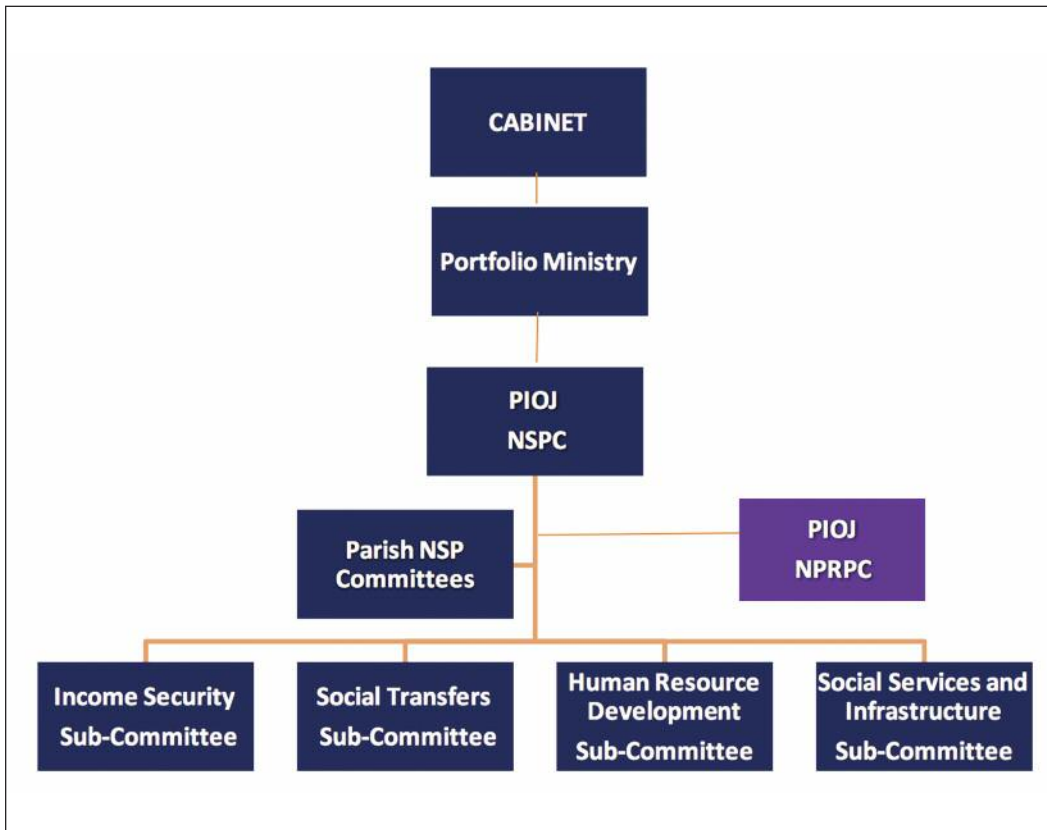 CABINET
Portfolio Ministry
PIOJ
NSPC
Parish NSP
Committees
PIOJ
NPRPC
Income Security
Sub-Committee
Social Transfers
Sub-Committee
Human Resource
Development
Sub-Committee
Social Services and
Infrastructure
Sub-Committee